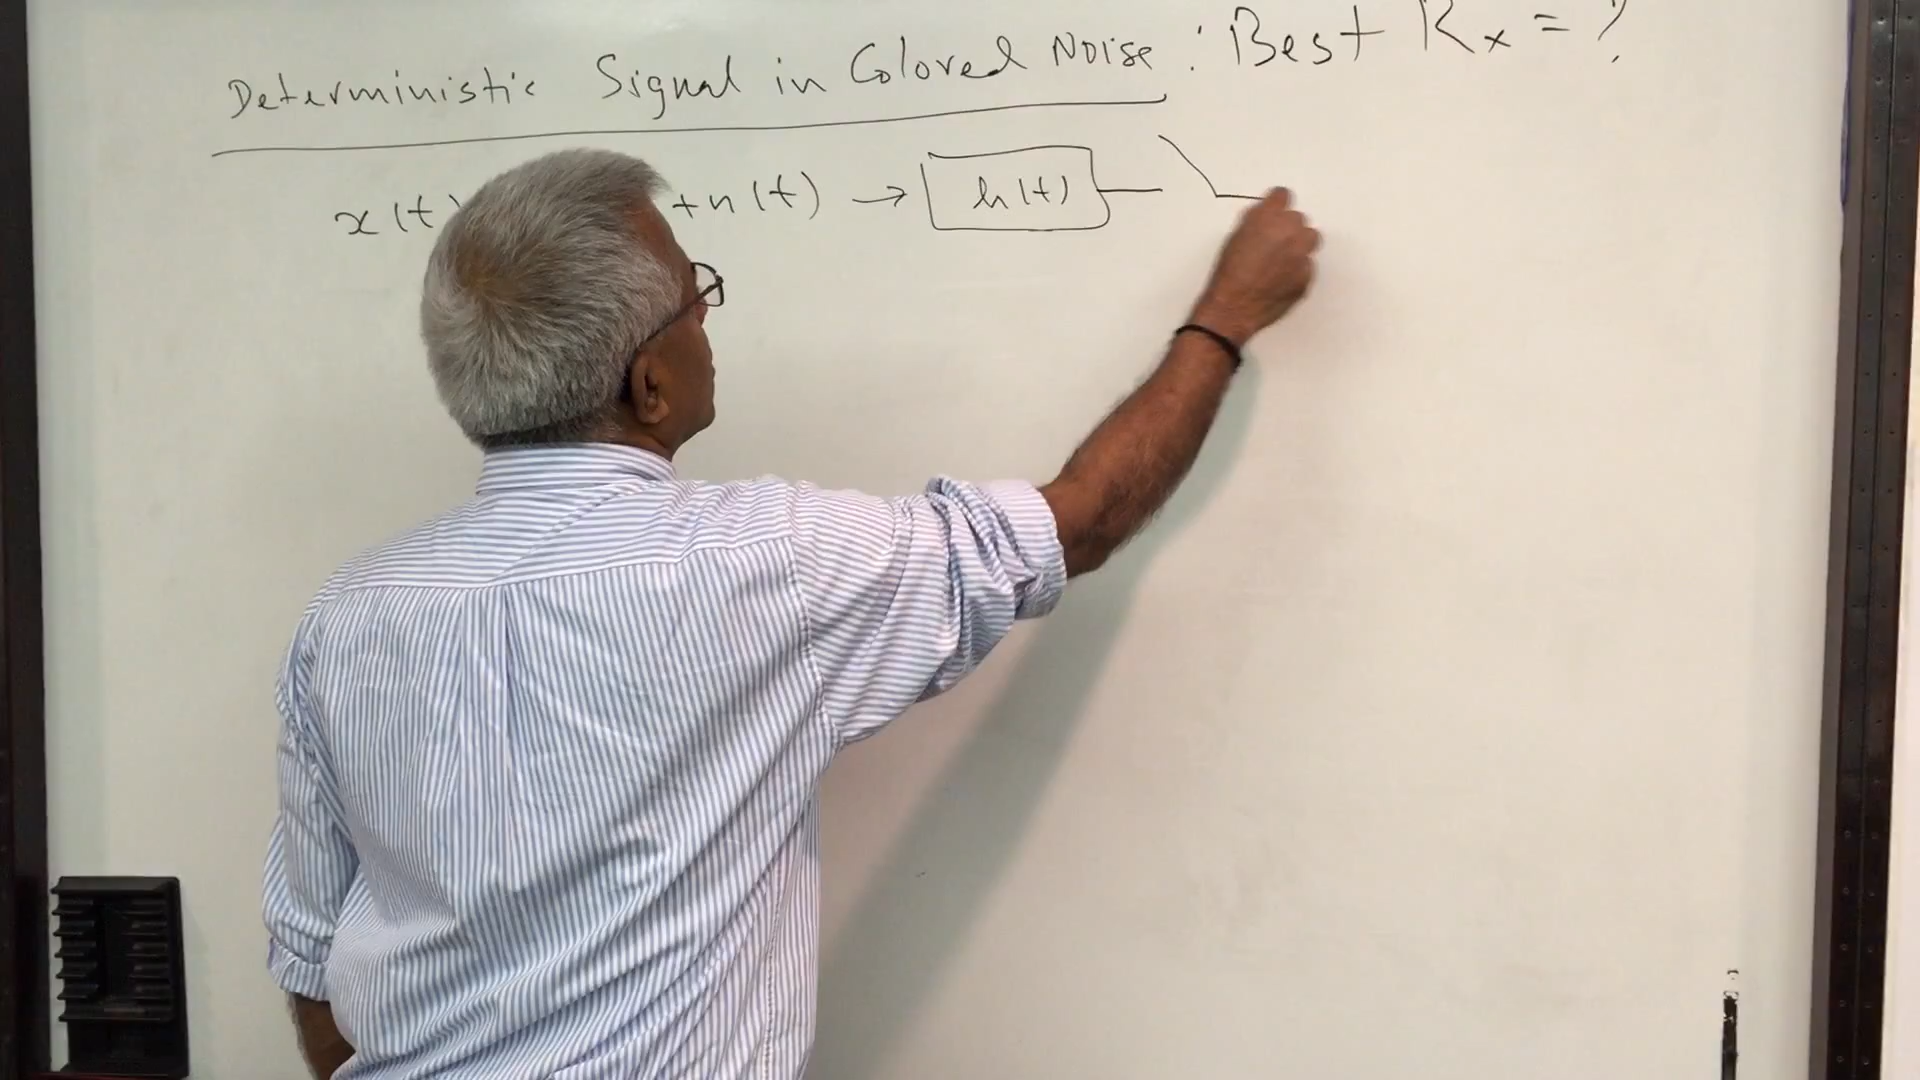 Deterministic Signal in Colored Noise : Best Rx = ?
x(t) +n(t) → h(t)